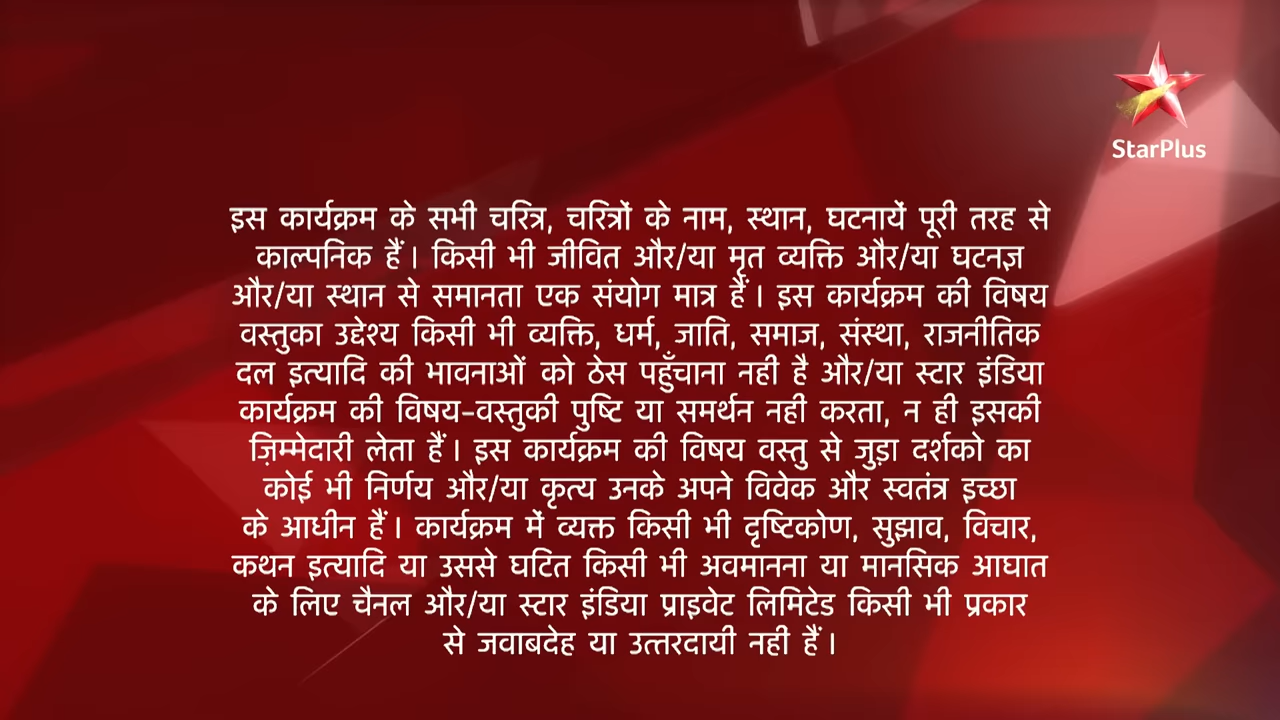 StarPlus
इस कार्यक्रम के सभी चरित्र, चरित्रों के नाम, स्थान, घटनायें पूरी तरह से
काल्पनिक हैं। किसी भी जीवित और/या मृत व्यक्ति और/या घटनज्ञ
और/या स्थान से समानता एक संयोग मात्र हैं। इस कार्यक्रम की विषय
वस्तुका उद्देश्य किसी भी व्यक्ति, धर्म, जाति, समाज, संस्था, राजनीतिक
दल इत्यादि की भावनाओं को ठेस पहुँचाना नही है और/या स्टार इंडिया
कार्यक्रम की विषय-वस्तुकी पुष्टि या समर्थन नही करता, न ही इसकी
ज़िम्मेदारी लेता हैं। इस कार्यक्रम की विषय वस्तु से जुड़ा दर्शको का
कोई भी निर्णय और/या कृत्य उनके अपने विवेक और स्वतंत्र इच्छा
के आधीन हैं। कार्यक्रम में व्यक्त किसी भी दृष्टिकोण, सुझाव, विचार,
कथन इत्यादि या उससे घटित किसी भी अवमानना या मानसिक आघात
के लिए चैनल और/या स्टार इंडिया प्राइवेट लिमिटेड किसी भी प्रकार
से जवाबदेह या उत्तरदायी नही हैं।